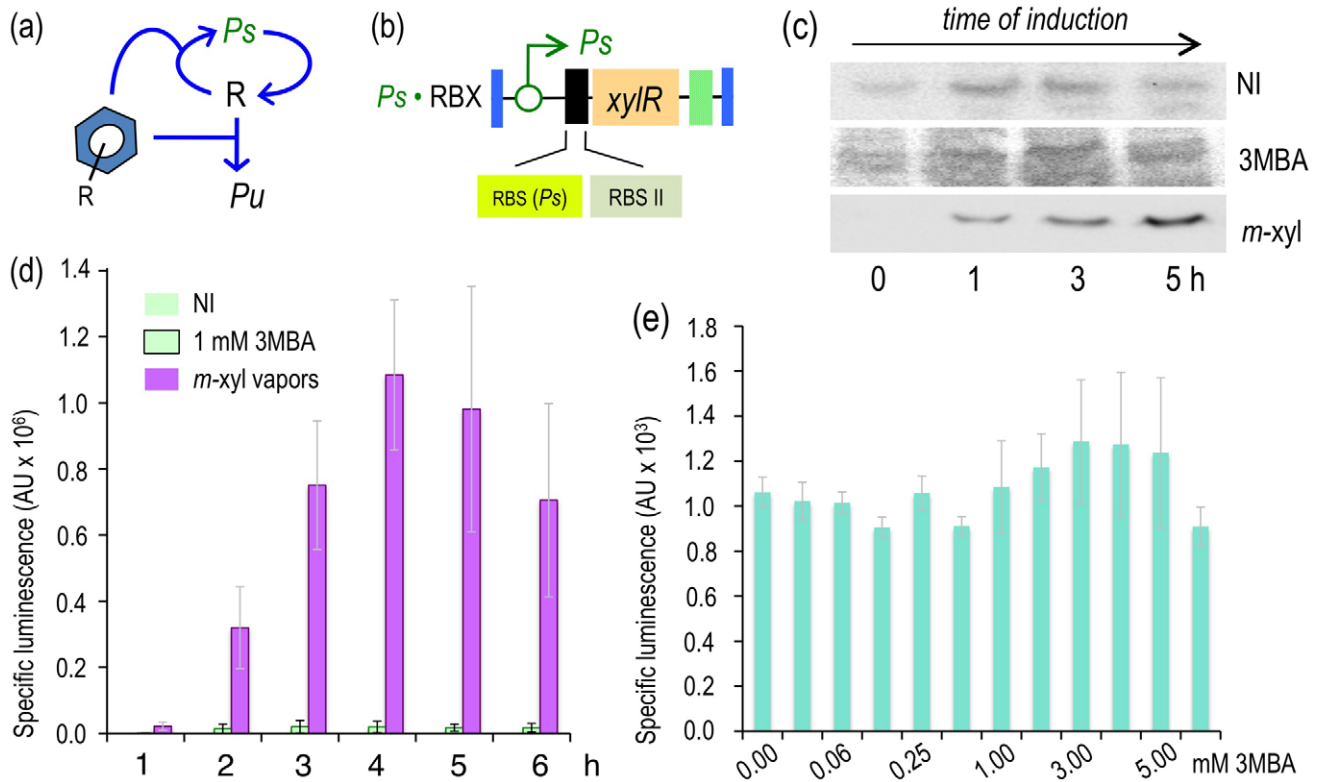 (a)
Ps
R
R
Pu
(b)
Ps
Ps • RBX
xylR
RBS (Ps)
RBS II
(c)
time of induction
NI
3MBA
m-xyl
0 1 3 5 h
(d)
Specific luminescence (AU x 10⁶)
1.4
1.2
1.0
0.8
0.6
0.4
0.2
0.0
NI
1 mM 3MBA
m-xyl vapors
1 2 3 4 5 6 h
(e)
Specific luminescence (AU x 10³)
1.8
1.6
1.4
1.2
1.0
0.8
0.6
0.4
0.2
0.0
0.00 0.06 0.25 1.00 3.00 5.00 mM 3MBA